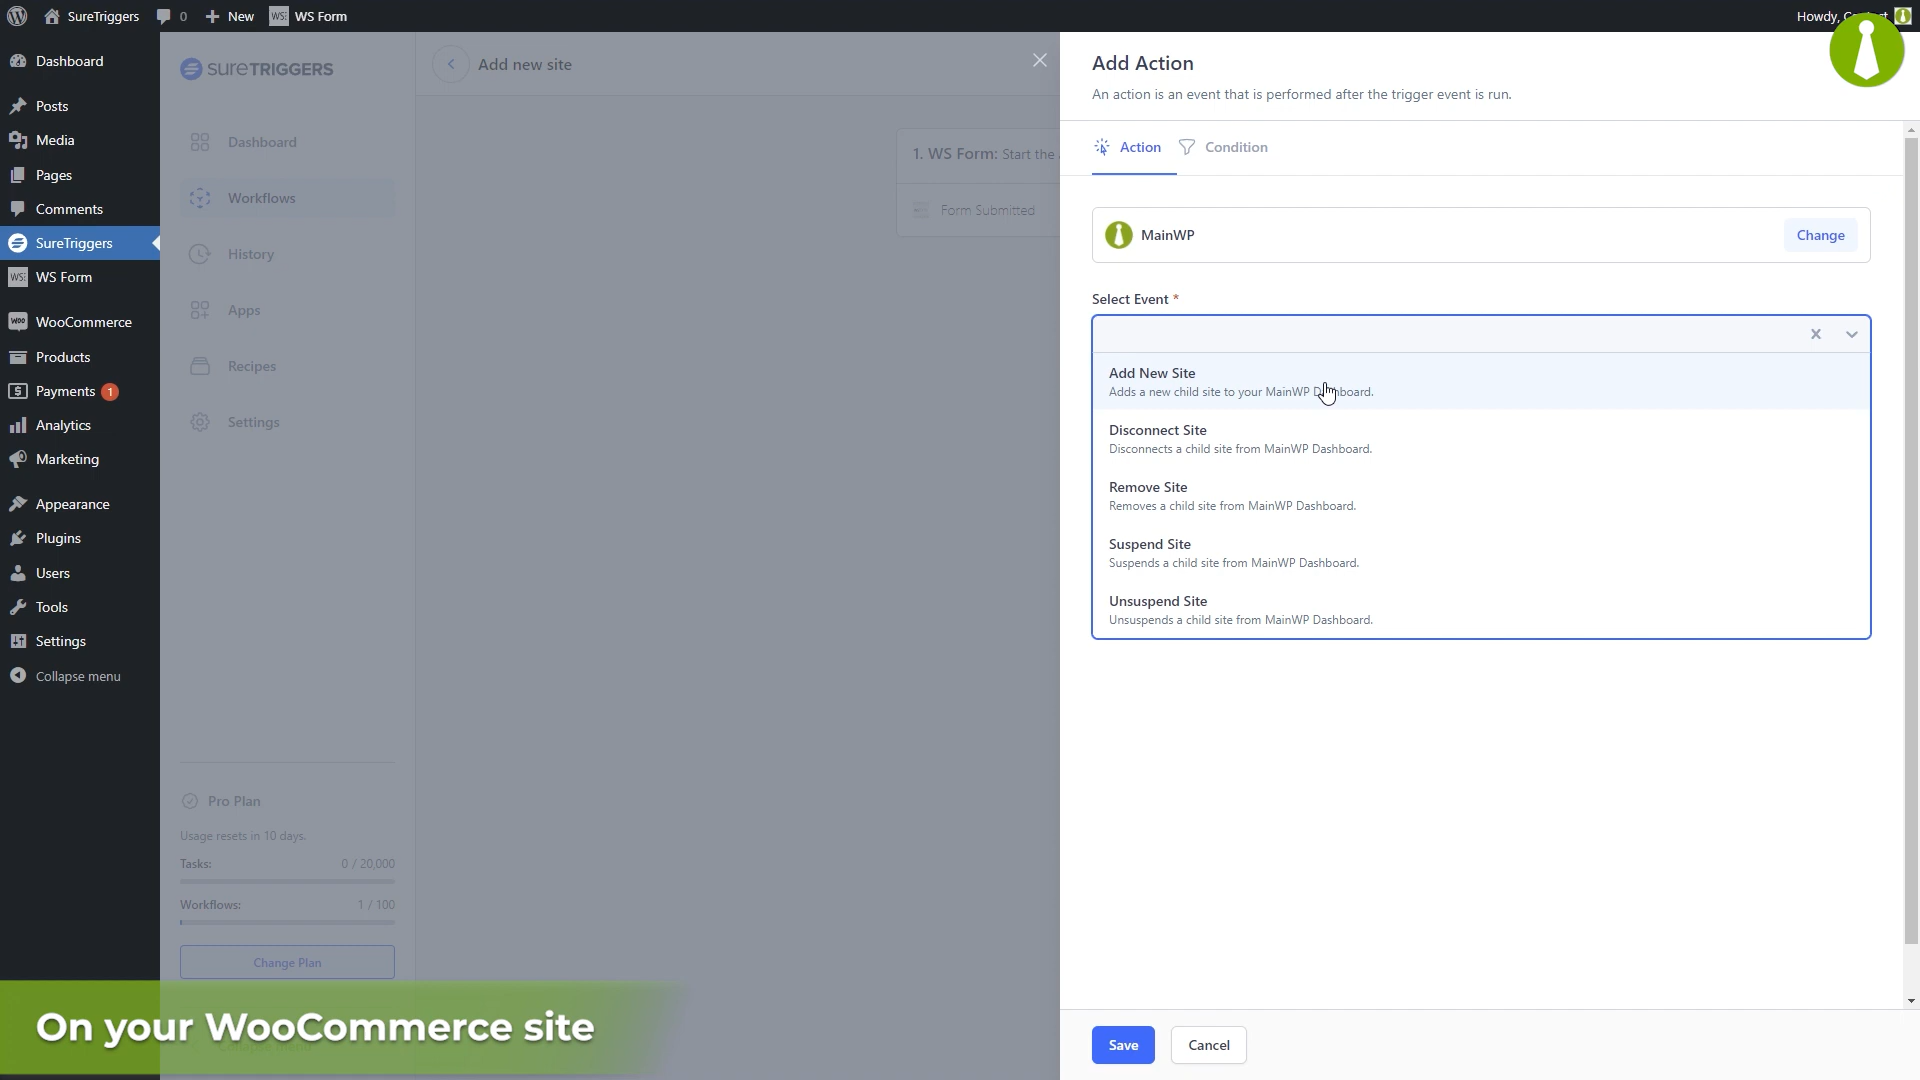 SureTriggers
0
New
WS Form
Howdy,
Dashboard
Posts
Media
Pages
Comments
SureTriggers
WS Form
WooCommerce
Products
Payments 1
Analytics
Marketing
Appearance
Plugins
Users
Tools
Settings
Collapse menu
SureTRIGGERS
Dashboard
Workflows
History
Apps
Recipes
Settings
Pro Plan
Usage resets in 10 days.
Tasks: 0 / 20,000
Workflows: 1 / 100
Change Plan
Add new site
1. WS Form: Start the
Form Submitted
Add Action
An action is an event that is performed after the trigger event is run.
Action
Condition
MainWP
Change
Select Event *
Add New Site
Adds a new child site to your MainWP Dashboard.
Disconnect Site
Disconnects a child site from MainWP Dashboard.
Remove Site
Removes a child site from MainWP Dashboard.
Suspend Site
Suspends a child site from MainWP Dashboard.
Unsuspend Site
Unsuspends a child site from MainWP Dashboard.
Save
Cancel
On your WooCommerce site